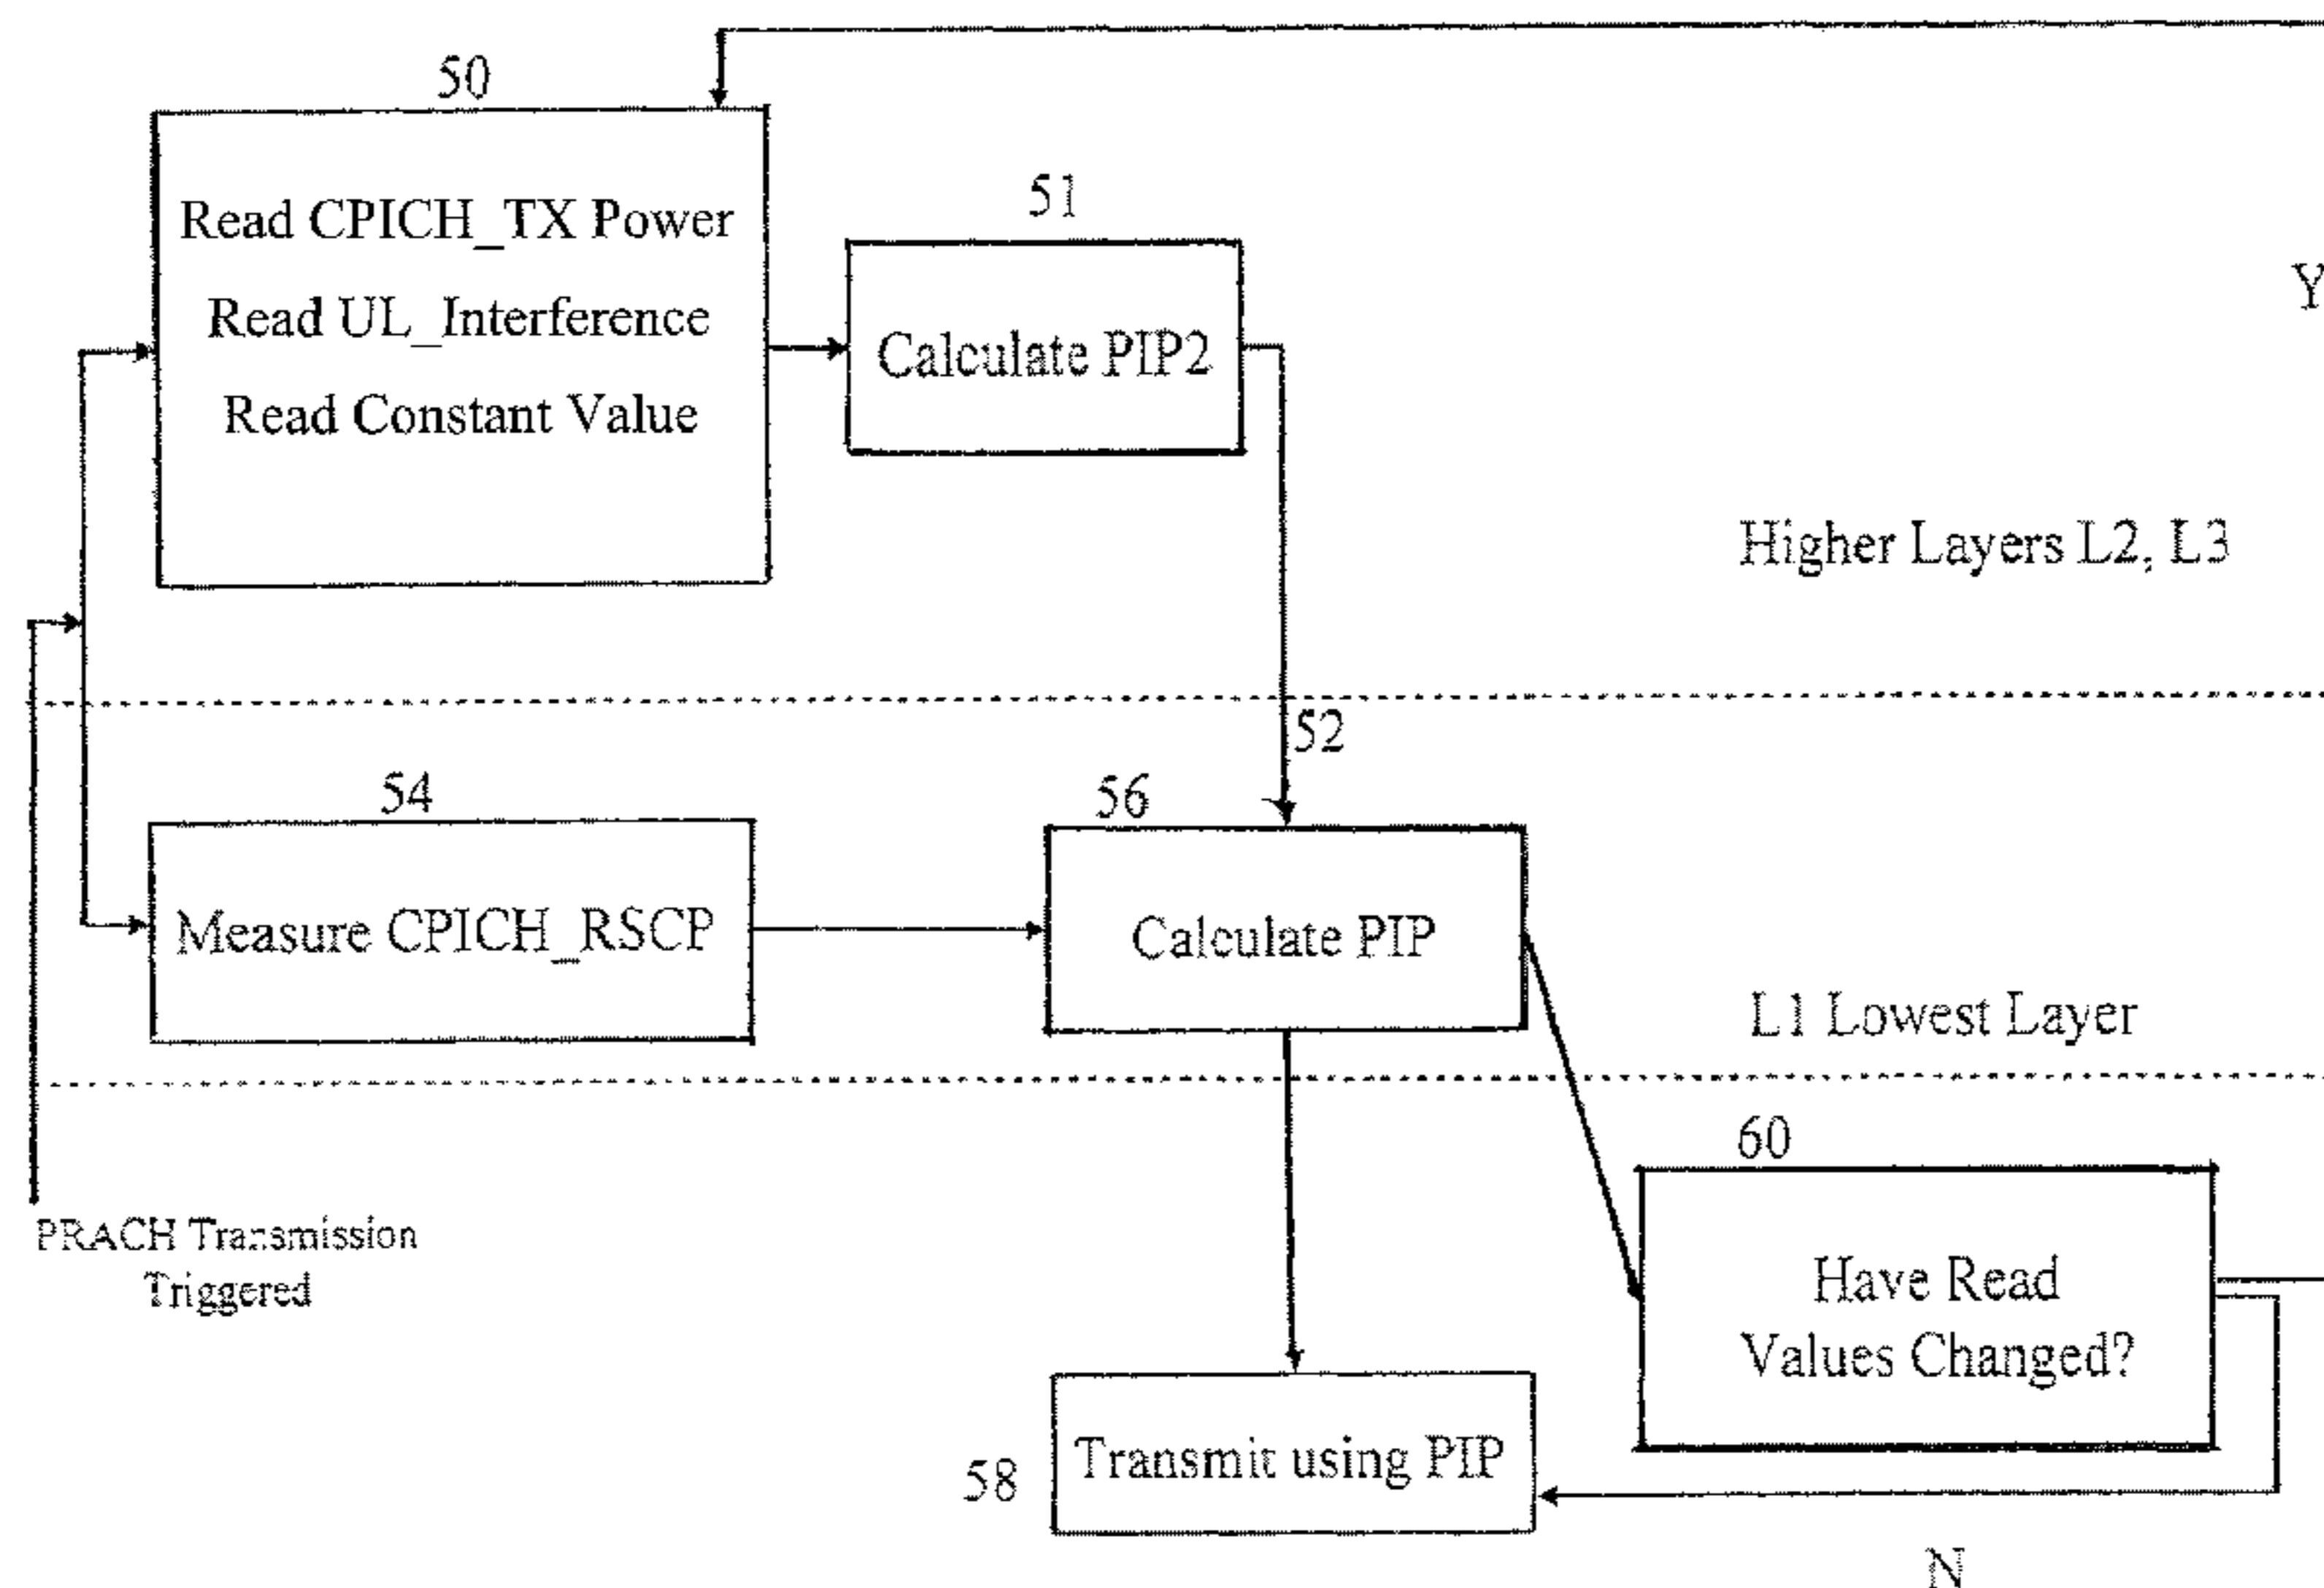 50
Read CPICH_TX Power
Read UL_Interference
Read Constant Value
51
Calculate PIP2
Y
Higher Layers L2, L3
52
54
Measure CPICH_RSCP
56
Calculate PIP
L1 Lowest Layer
PRACH Transmission
Triggered
60
Have Read
Values Changed?
58
Transmit using PIP
N